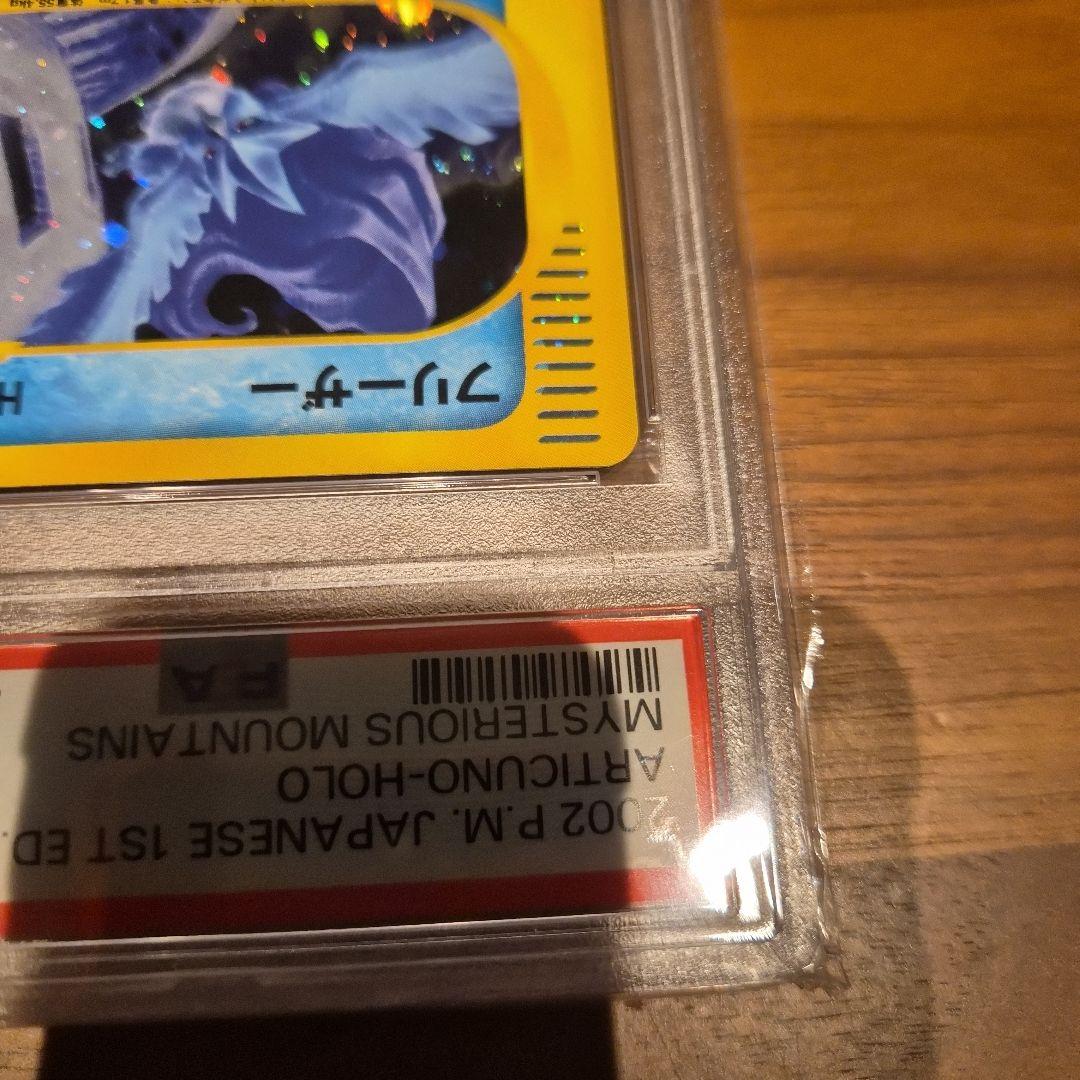 2002 P.M. JAPANESE 1ST ED.
ARTICUNO-HOLO
MYSTERIOUS MOUNTAINS
フリーザー
H